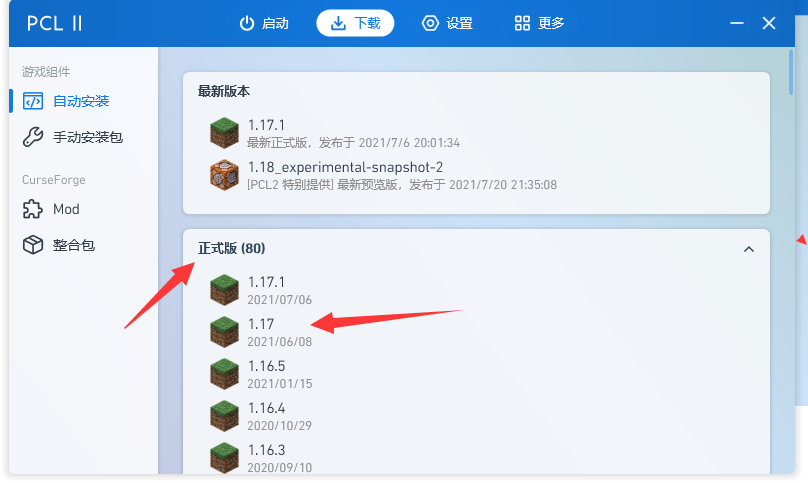 PCL II
启动
下载
设置
更多
游戏组件
自动安装
手动安装包
CurseForge
Mod
整合包
最新版本
1.17.1
最新正式版，发布于 2021/7/6 20:01:34
1.18_experimental-snapshot-2
[PCL2 特别提供] 最新预览版，发布于 2021/7/20 21:35:08
正式版 (80)
1.17.1
2021/07/06
1.17
2021/06/08
1.16.5
2021/01/15
1.16.4
2020/10/29
1.16.3
2020/09/10